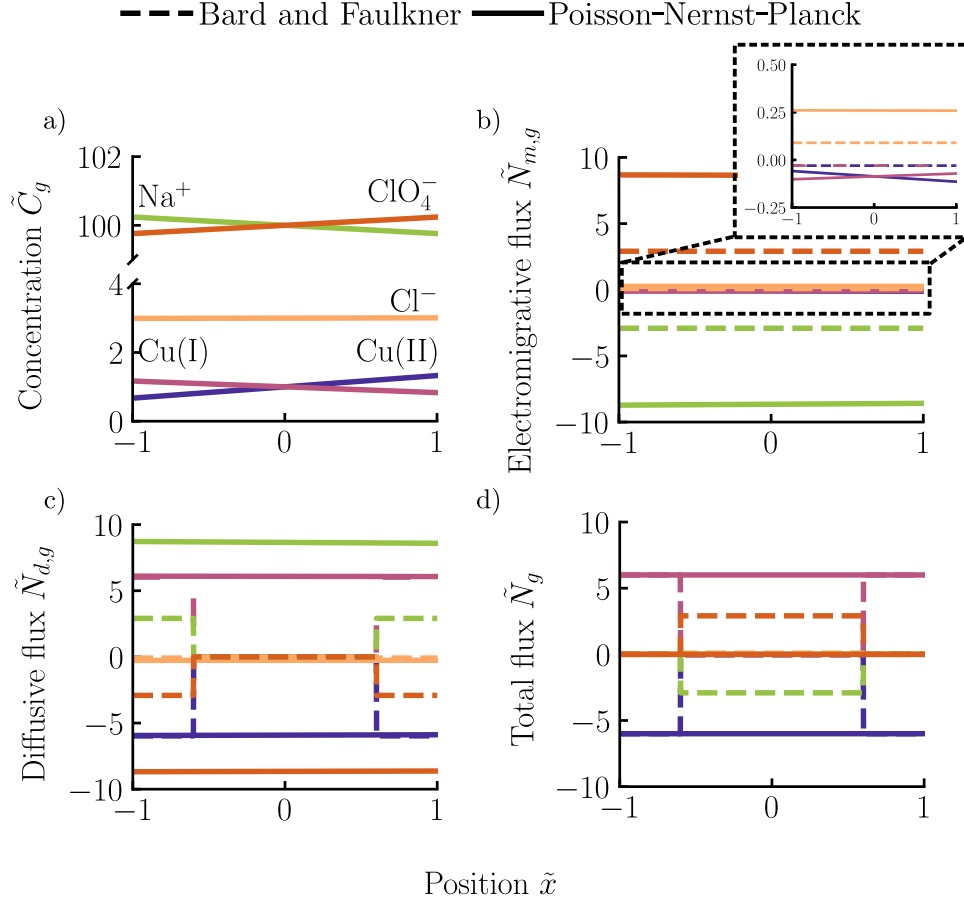 Bard and Faulkner Poisson-Nernst-Planck
a)
Concentration C̃_g
102
100
4
2
0
Na⁺
ClO₄⁻
Cl⁻
Cu(I)
Cu(II)
−1 0 1
b)
Electromigrative flux Ñ_{m,g}
10
5
0
−5
−10
−1 0 1
0.50
0.25
0.00
−0.25
−1 0 1
c)
Diffusive flux Ñ_{d,g}
10
5
0
−5
−10
−1 0 1
d)
Total flux Ñ_g
10
5
0
−5
−10
−1 0 1
Position x̃